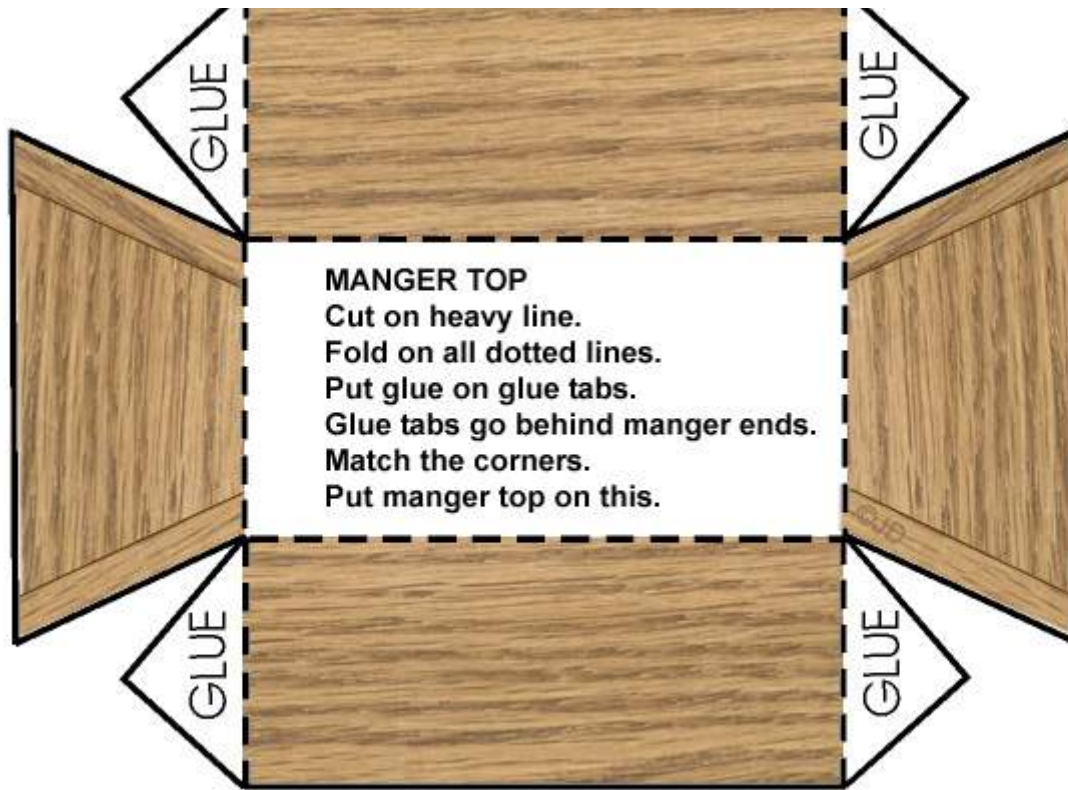 GLUE
GLUE
MANGER TOP
Cut on heavy line.
Fold on all dotted lines.
Put glue on glue tabs.
Glue tabs go behind manger ends.
Match the corners.
Put manger top on this.
GLUE
GLUE